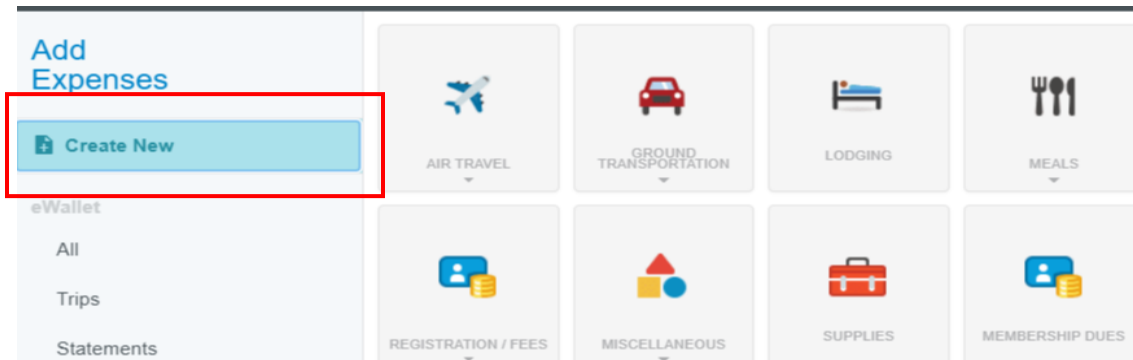 Add
Expenses
Create New
eWallet
All
Trips
Statements
AIR TRAVEL
GROUND
TRANSPORTATION
LODGING
MEALS
REGISTRATION / FEES
MISCELLANEOUS
SUPPLIES
MEMBERSHIP DUES